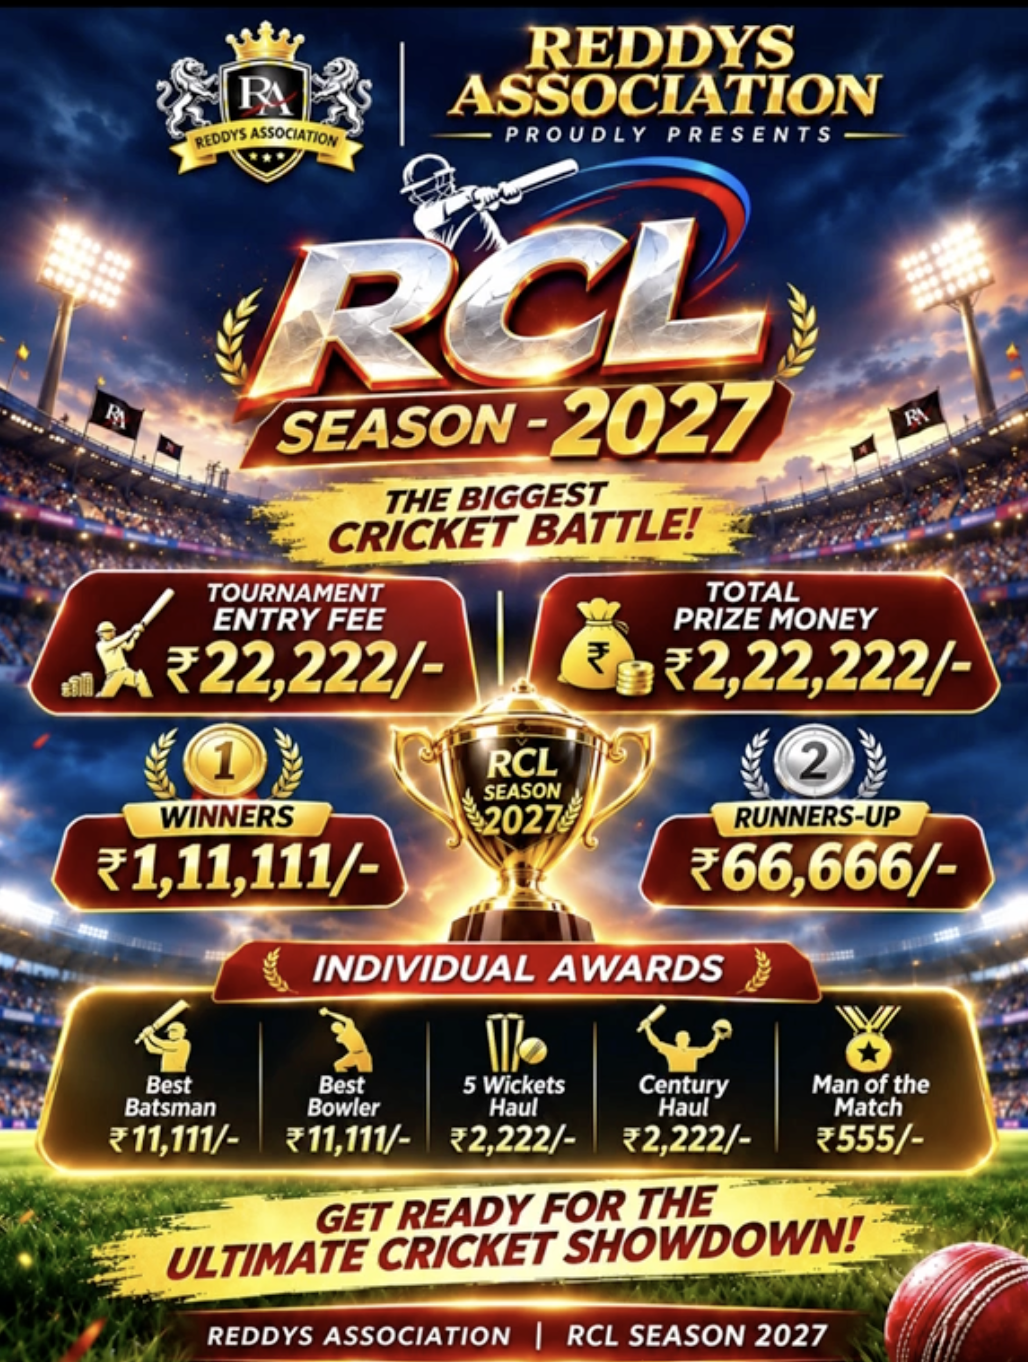 RA
REDDYS ASSOCIATION
REDDYS
ASSOCIATION
PROUDLY PRESENTS
RCL
SEASON - 2027
RA
RA
THE BIGGEST
CRICKET BATTLE!
TOURNAMENT
ENTRY FEE
₹22,222/-
TOTAL
PRIZE MONEY
₹
₹2,22,222/-
1
WINNERS
₹1,11,111/-
RCL
SEASON
2027
2
RUNNERS-UP
₹66,666/-
INDIVIDUAL AWARDS
Best
Batsman
₹11,111/-
Best
Bowler
₹11,111/-
5 Wickets
Haul
₹2,222/-
Century
Haul
₹2,222/-
Man of the
Match
₹555/-
GET READY FOR THE
ULTIMATE CRICKET SHOWDOWN!
REDDYS ASSOCIATION | RCL SEASON 2027